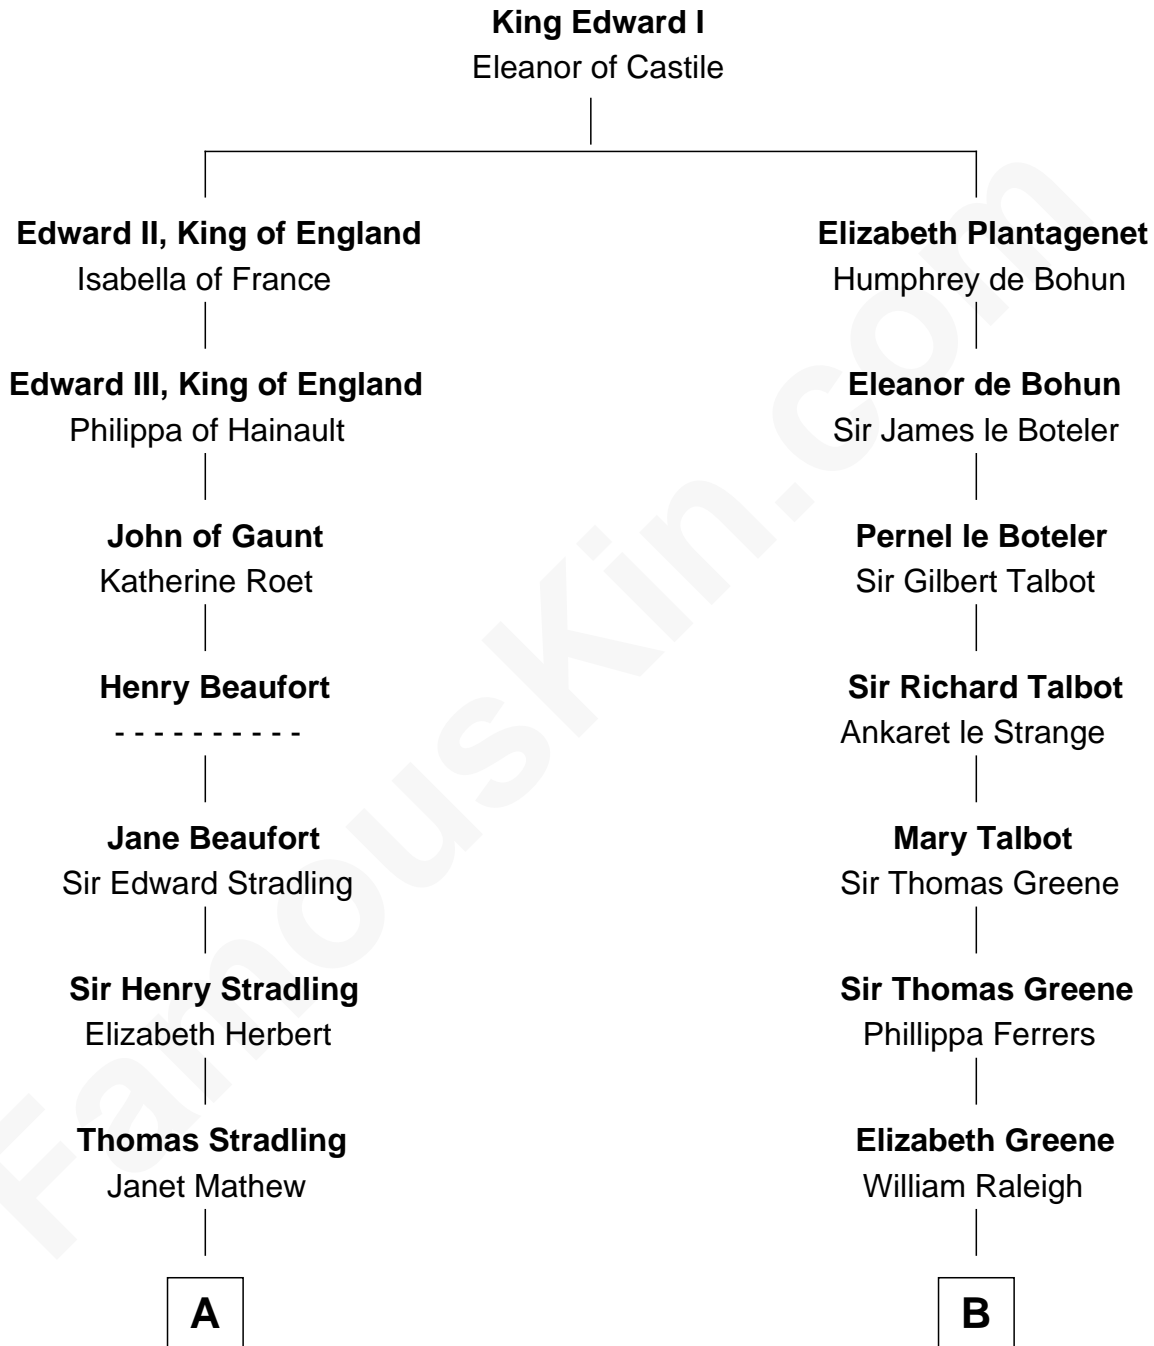 King Edward I
Eleanor of Castile
Edward II, King of England
Isabella of France
Elizabeth Plantagenet
Humphrey de Bohun
Edward III, King of England
Philippa of Hainault
Eleanor de Bohun
Sir James le Boteler
John of Gaunt
Katherine Roet
Pernel le Boteler
Sir Gilbert Talbot
Henry Beaufort
- - - - - - - - - -
Sir Richard Talbot
Ankaret le Strange
Jane Beaufort
Sir Edward Stradling
Mary Talbot
Sir Thomas Greene
Sir Henry Stradling
Elizabeth Herbert
Sir Thomas Greene
Phillippa Ferrers
Thomas Stradling
Janet Mathew
Elizabeth Greene
William Raleigh
A
B
FamousKin.com